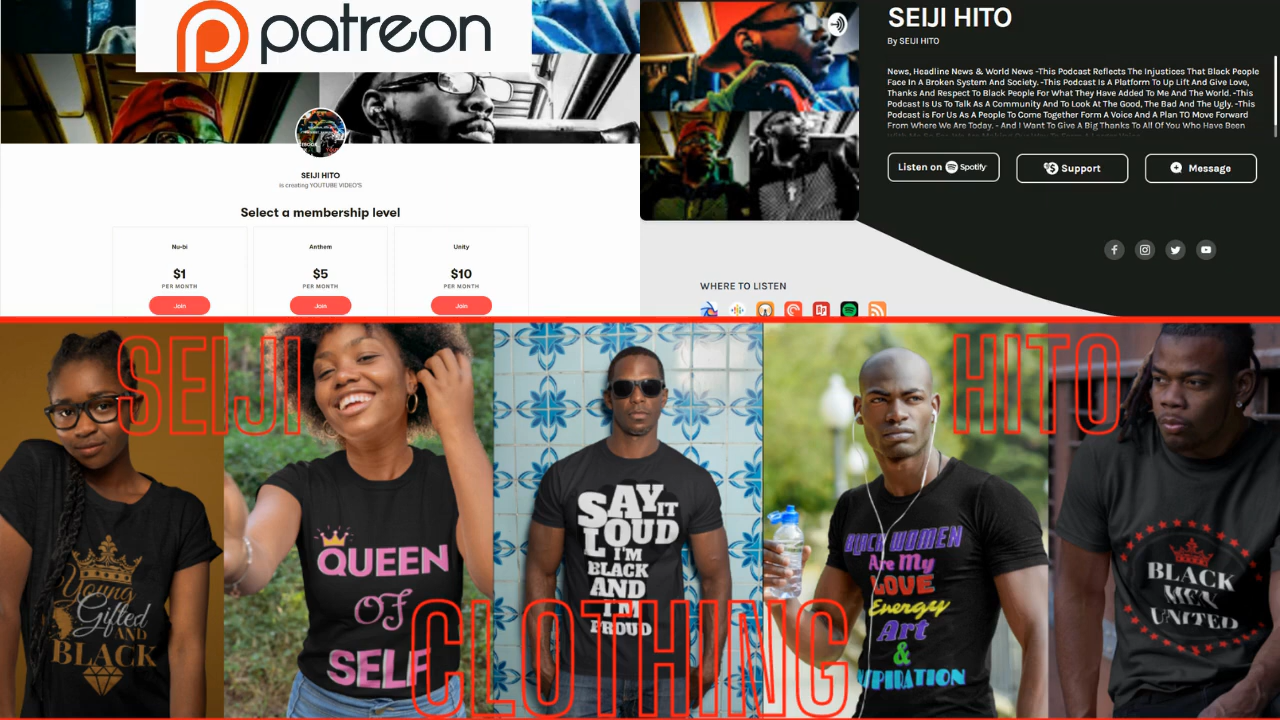 patreon
SEIJI HITO
is creating YOUTUBE VIDEO'S
Select a membership level
Nu-bi
$1
PER MONTH
Join
Anthem
$5
PER MONTH
Join
Unity
$10
PER MONTH
Join
SEIJI HITO
By SEIJI HITO
News, Headline News & World News -This Podcast Reflects The Injustices That Black People
Face In A Broken System And Society. -This Podcast Is A Platform To Up Lift And Give Love,
Thanks And Respect To Black People For What They Have Added To Me And The World. -This
Podcast Is Us To Talk As A Community And To Look At The Good, The Bad And The Ugly. -This
Podcast is For Us As A People To Come Together Form A Voice And A Plan TO Move Forward
From Where We Are Today. - And I Want To Give A Big Thanks To All Of You Who Have Been
Listen on Spotify
Support
Message
WHERE TO LISTEN
SEIJI HITO
CLOTHING
Young
Gifted
AND
BLACK
QUEEN
OF
SELF
SAY IT
LOUD
I'M
BLACK
AND
I'M
PROUD
BLACK WOMEN
Are My
LOVE
Energy
Art
&
INSPIRATION
BLACK
MEN
UNITED